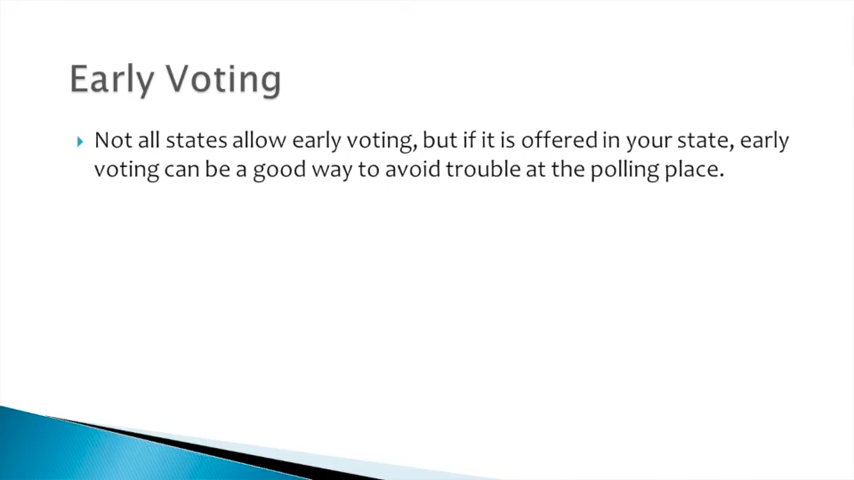 Early Voting
Not all states allow early voting, but if it is offered in your state, early
voting can be a good way to avoid trouble at the polling place.